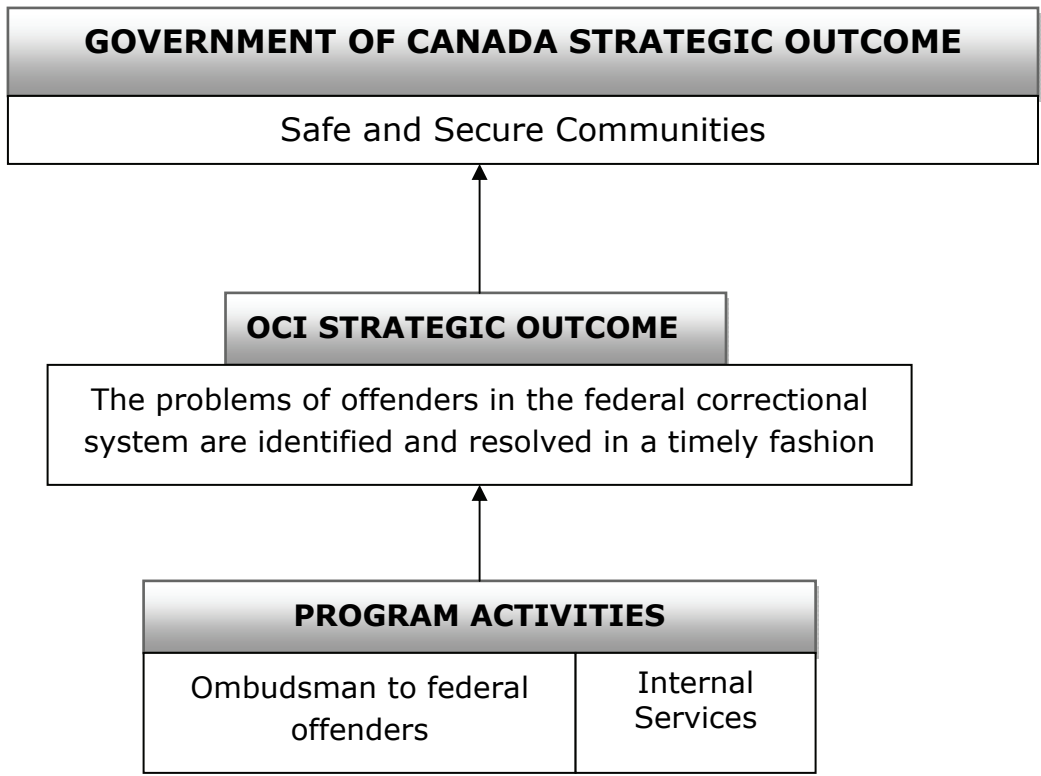 GOVERNMENT OF CANADA STRATEGIC OUTCOME
Safe and Secure Communities
OCI STRATEGIC OUTCOME
The problems of offenders in the federal correctional
system are identified and resolved in a timely fashion
PROGRAM ACTIVITIES
Ombudsman to federal
offenders
Internal
Services